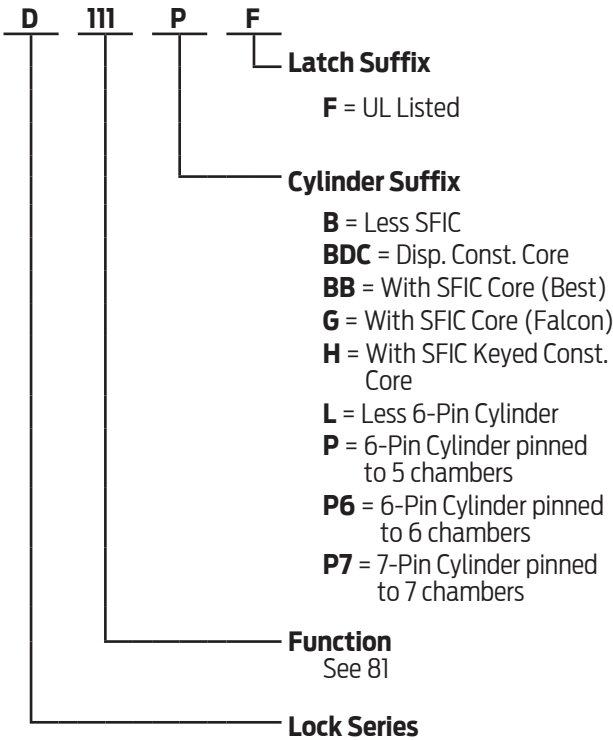 D 111 P F
Latch Suffix
F = UL Listed
Cylinder Suffix
B = Less SFIC
BDC = Disp. Const. Core
BB = With SFIC Core (Best)
G = With SFIC Core (Falcon)
H = With SFIC Keyed Const.
Core
L = Less 6-Pin Cylinder
P = 6-Pin Cylinder pinned
to 5 chambers
P6 = 6-Pin Cylinder pinned
to 6 chambers
P7 = 7-Pin Cylinder pinned
to 7 chambers
Function
See 81
Lock Series